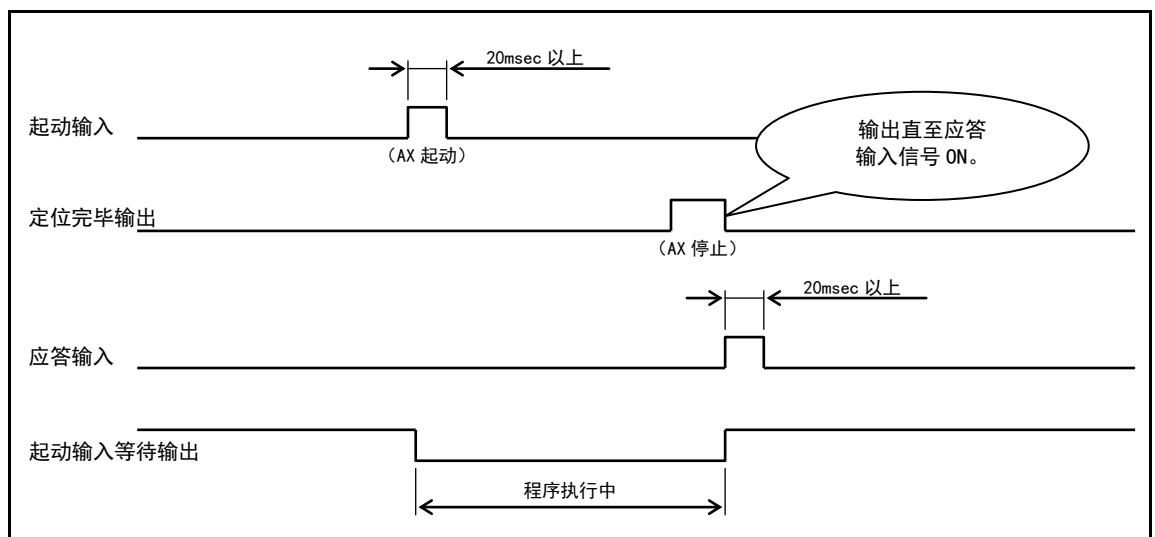 20msec 以上
起动输入
（AX 起动）
输出直至应答
输入信号 ON。
定位完毕输出
（AX 停止）
20msec 以上
应答输入
起动输入等待输出
程序执行中